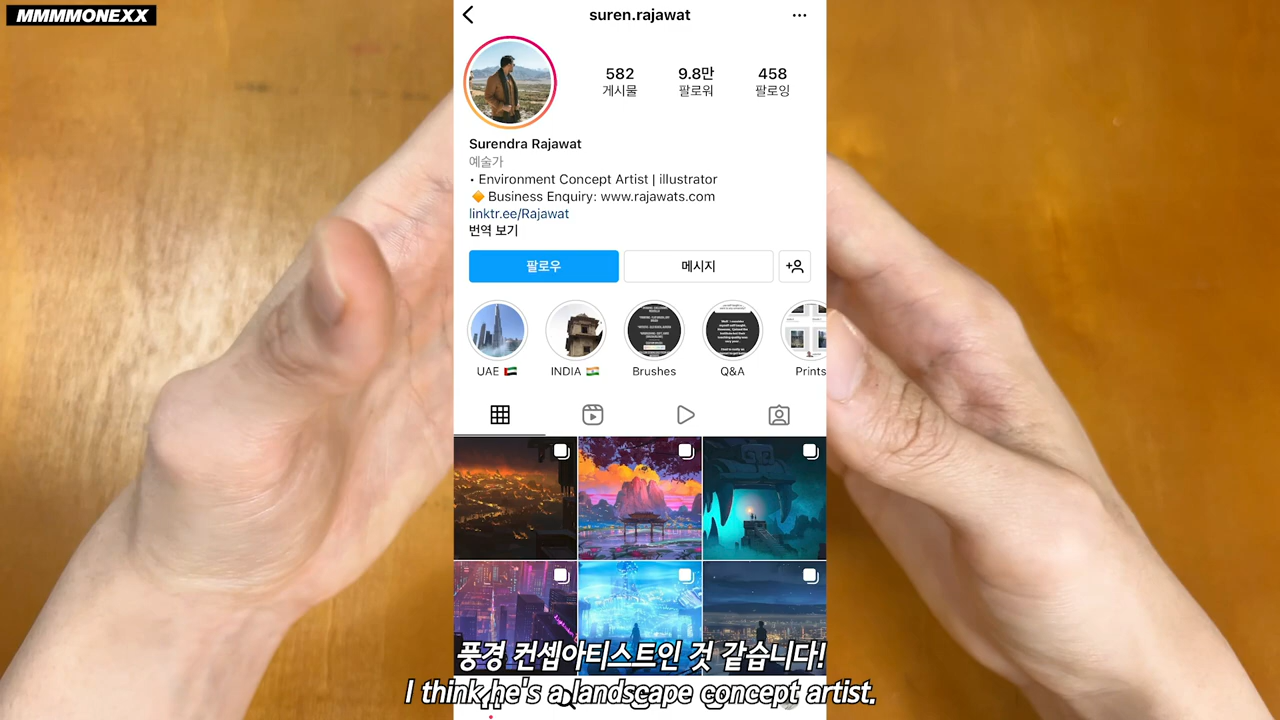 MMMMONEXX
suren.rajawat
582
게시물
9.8만
팔로워
458
팔로잉
Surendra Rajawat
예술가
• Environment Concept Artist | illustrator
🔶 Business Enquiry: www.rajawats.com
linktr.ee/Rajawat
번역 보기
팔로우
메시지
UAE 🇦🇪
INDIA 🇮🇳
Brushes
Q&A
Prints
풍경 컨셉아티스트인 것 같습니다!
I think he's a landscape concept artist.